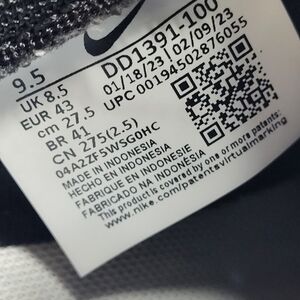 9.5
UK 8.5
EUR 43
cm 27.5
BR 41
CN 275(2.5)
04AZZF5WSG0HC
MADE IN INDONESIA
HECHO EN INDONESIA
FABRIQUÉ EN INDONÉSIE
FABRICADO NA INDONÉSIA
This product is covered by one or more patents:
www.nike.com/patentsvirtualmarking
DD1391-100
01/18/23 | 02/09/23
UPC 00194502876055